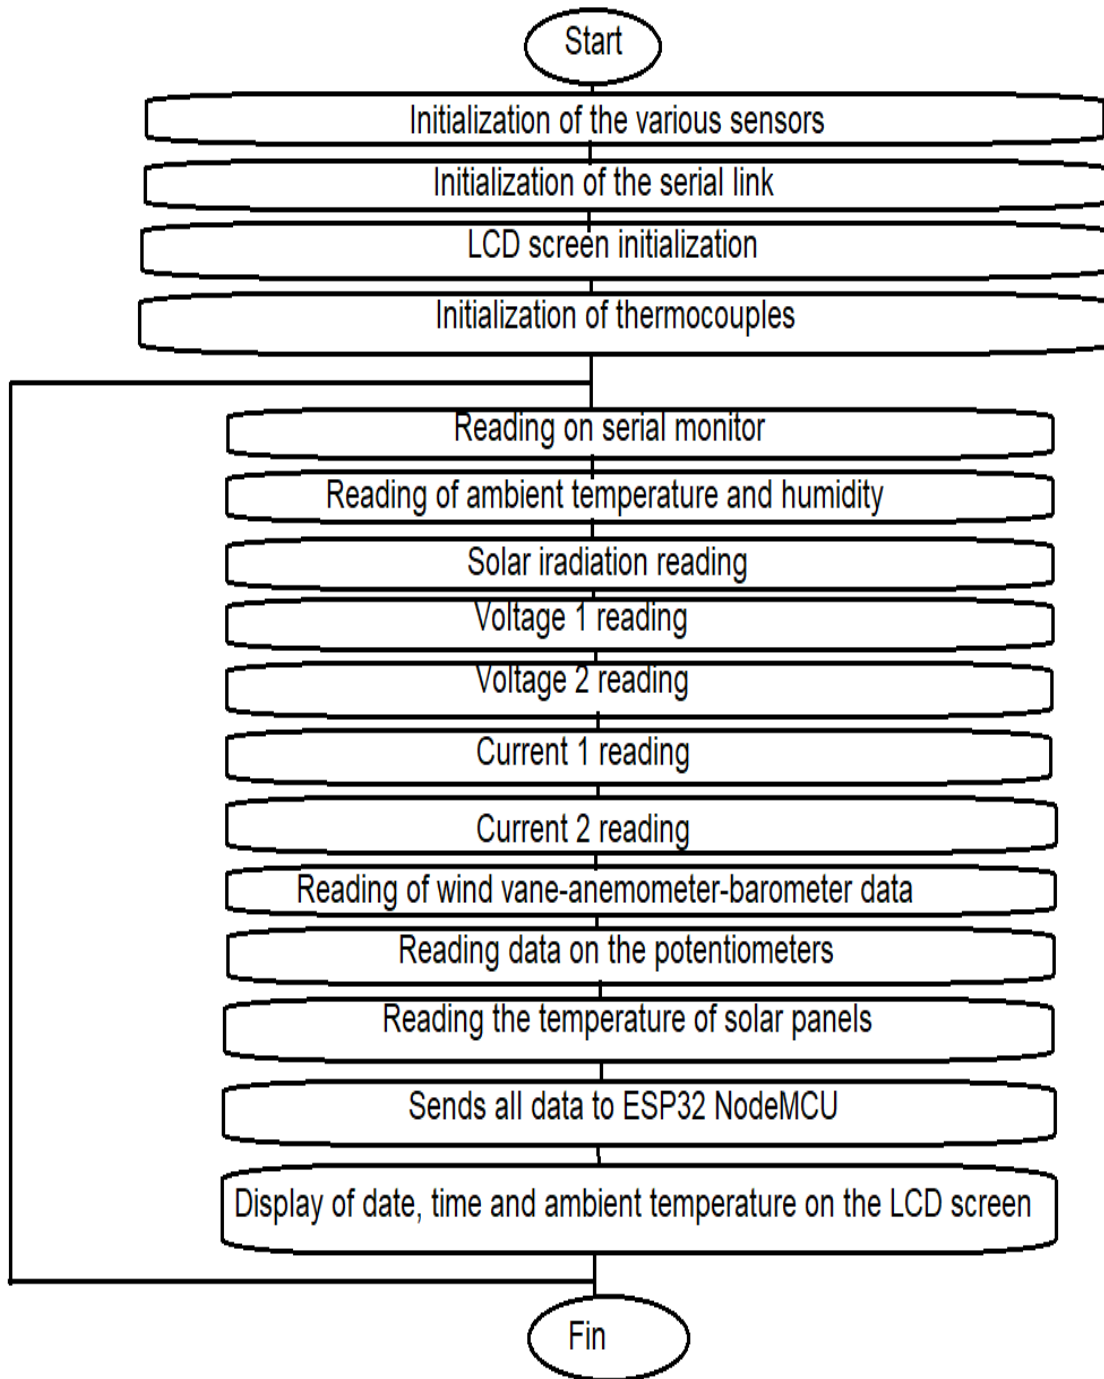 Start
Initialization of the various sensors
Initialization of the serial link
LCD screen initialization
Initialization of thermocouples
Reading on serial monitor
Reading of ambient temperature and humidity
Solar iradiation reading
Voltage 1 reading
Voltage 2 reading
Current 1 reading
Current 2 reading
Reading of wind vane-anemometer-barometer data
Reading data on the potentiometers
Reading the temperature of solar panels
Sends all data to ESP32 NodeMCU
Display of date, time and ambient temperature on the LCD screen
Fin